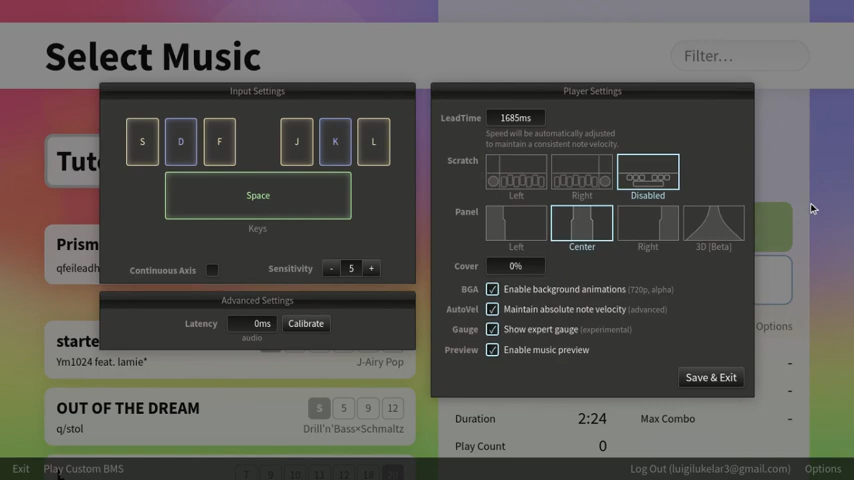 Select Music
Filter…
Input Settings
S
D
F
J
K
L
Space
Keys
Continuous Axis
Sensitivity
-
5
+
Advanced Settings
Latency
0ms
Calibrate
audio
Player Settings
LeadTime
1685ms
Speed will be automatically adjusted
to maintain a consistent note velocity.
Scratch
Left
Right
Disabled
Panel
Left
Center
Right
3D [Beta]
Cover
0%
BGA
Enable background animations (720p, alpha)
AutoVel
Maintain absolute note velocity (advanced)
Gauge
Show expert gauge (experimental)
Preview
Enable music preview
Save & Exit
Tuto
Prism
qfeileadh
starte
Ym1024 feat. lamie*
J-Airy Pop
OUT OF THE DREAM
5
9
12
q/stol
Drill'n'Bass×Schmaltz
Options
-
-
Duration
2:24
Max Combo
-
Play Count
0
Exit
Play Custom BMS
Log Out (luigilukelar3@gmail.com)
Options